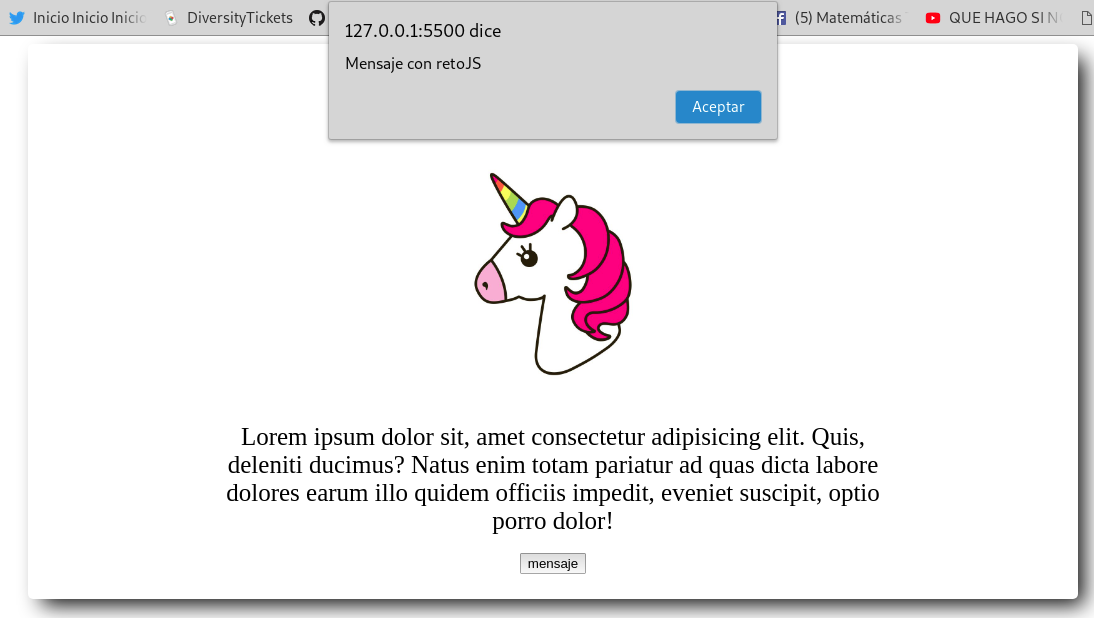 Inicio Inicio Inicio
DiversityTickets
(5) Matemáticas
QUE HAGO SI
127.0.0.1:5500 dice
Mensaje con retoJS
Aceptar
Lorem ipsum dolor sit, amet consectetur adipisicing elit. Quis,
deleniti ducimus? Natus enim totam pariatur ad quas dicta labore
dolores earum illo quidem officiis impedit, eveniet suscipit, optio
porro dolor!
mensaje